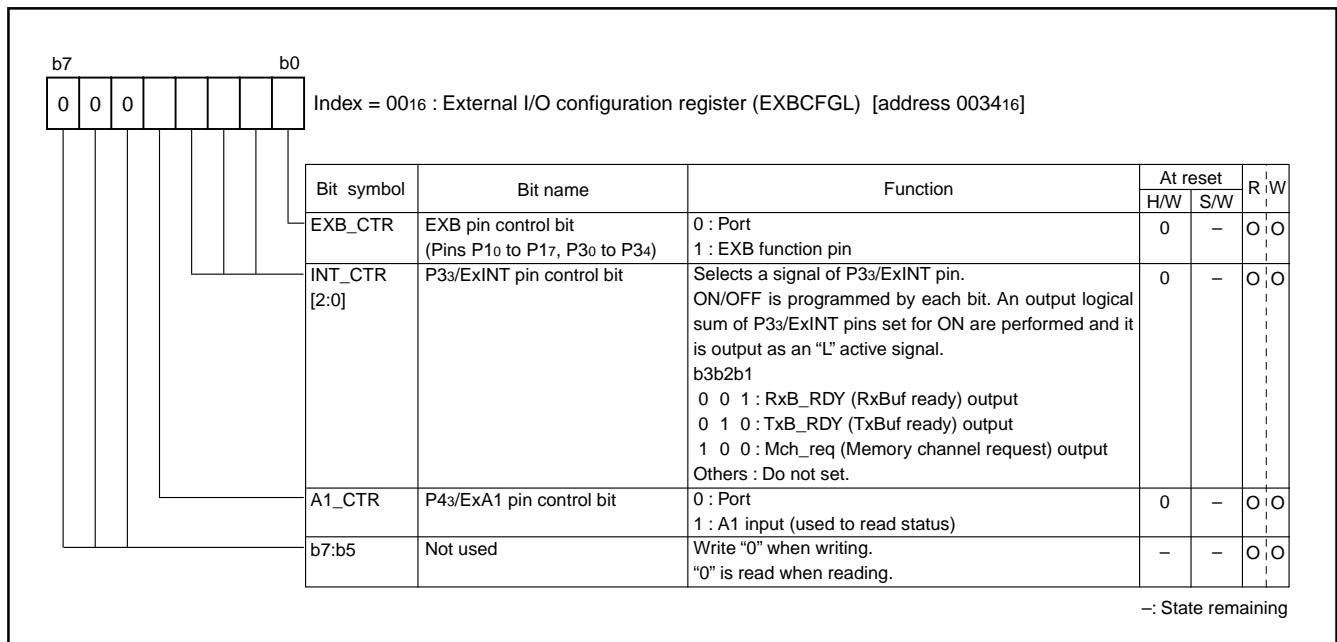 b7 b0
0 0 0 Index = 0016 : External I/O configuration register (EXBCFGL) [address 003416]
Bit symbol Bit name Function At reset R W
H/W S/W
EXB_CTR EXB pin control bit 0 : Port 0 – O O
(Pins P10 to P17, P30 to P34) 1 : EXB function pin
INT_CTR P33/ExINT pin control bit Selects a signal of P33/ExINT pin. 0 – O O
[2:0] ON/OFF is programmed by each bit. An output logical
sum of P33/ExINT pins set for ON are performed and it
is output as an “L” active signal.
b3b2b1
0 0 1 : RxB_RDY (RxBuf ready) output
0 1 0 : TxB_RDY (TxBuf ready) output
1 0 0 : Mch_req (Memory channel request) output
Others : Do not set.
A1_CTR P43/ExA1 pin control bit 0 : Port 0 – O O
1 : A1 input (used to read status)
b7:b5 Not used Write “0” when writing. – – O O
“0” is read when reading.
–: State remaining